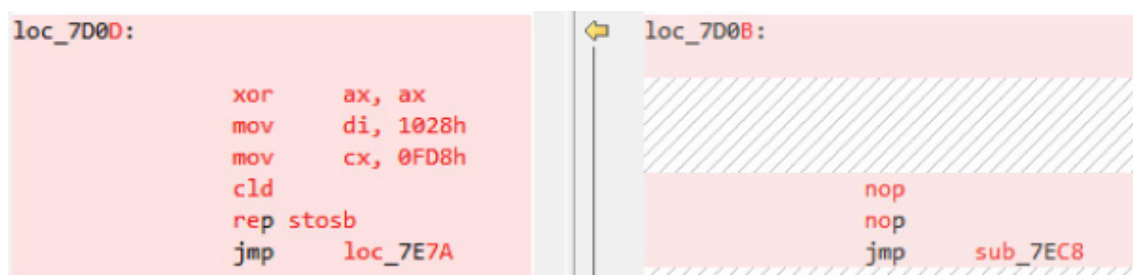 loc_7D0D:
xor ax, ax
mov di, 1028h
mov cx, 0FD8h
cld
rep stosb
jmp loc_7E7A
loc_7D0B:
nop
nop
jmp sub_7EC8